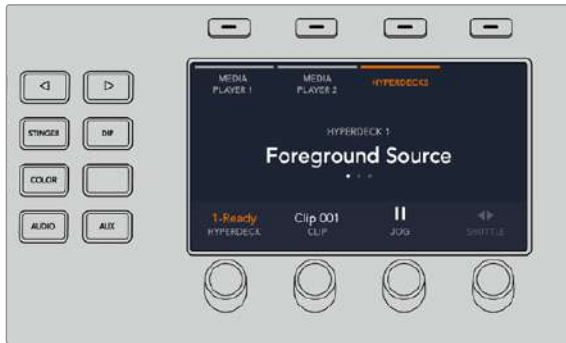 MEDIA
PLAYER 1
MEDIA
PLAYER 2
HYPERDECKS
HYPERDECK 1
Foreground Source
1-Ready
HYPERDECK
Clip 001
CLIP
JOG
SHUTTLE
STINGER
DIP
COLOR
AUDIO
AUX